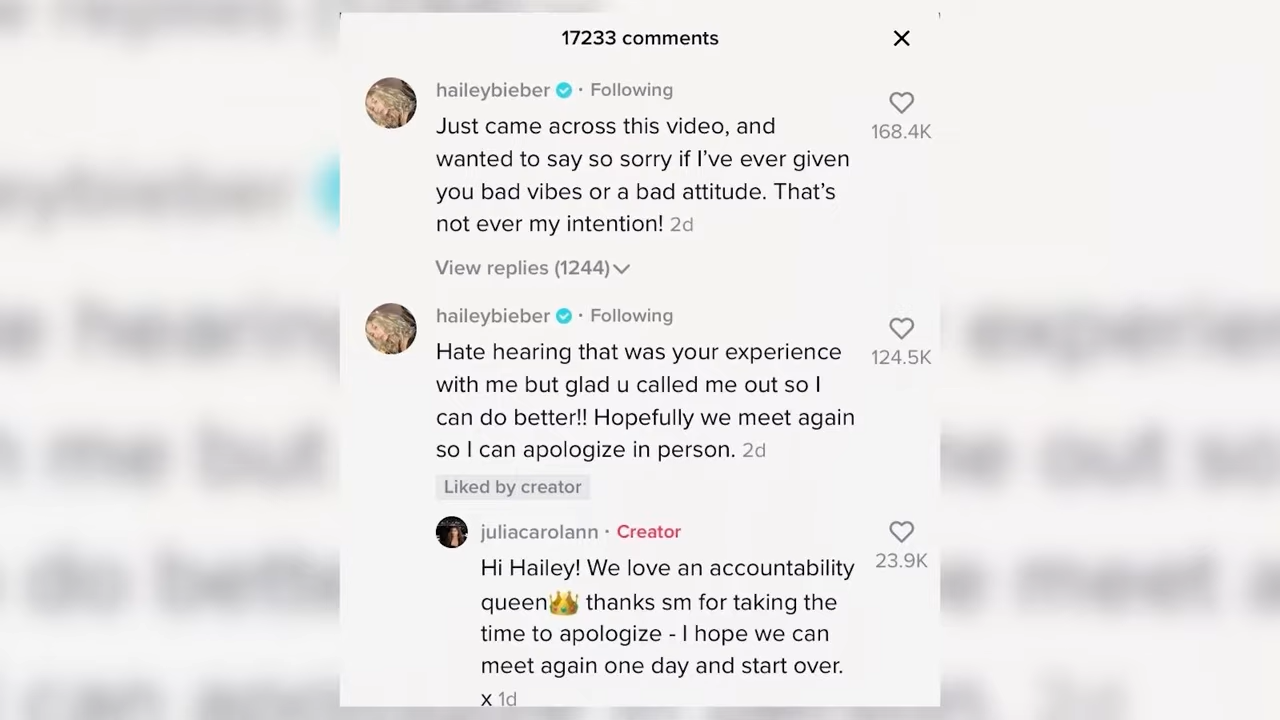 17233 comments
haileybieber · Following
Just came across this video, and
wanted to say so sorry if I’ve ever given
you bad vibes or a bad attitude. That’s
not ever my intention! 2d
168.4K
View replies (1244)
haileybieber · Following
Hate hearing that was your experience
with me but glad u called me out so I
can do better!! Hopefully we meet again
so I can apologize in person. 2d
124.5K
Liked by creator
juliacarolann · Creator
Hi Hailey! We love an accountability
queen👑 thanks sm for taking the
time to apologize - I hope we can
meet again one day and start over.
x 1d
23.9K